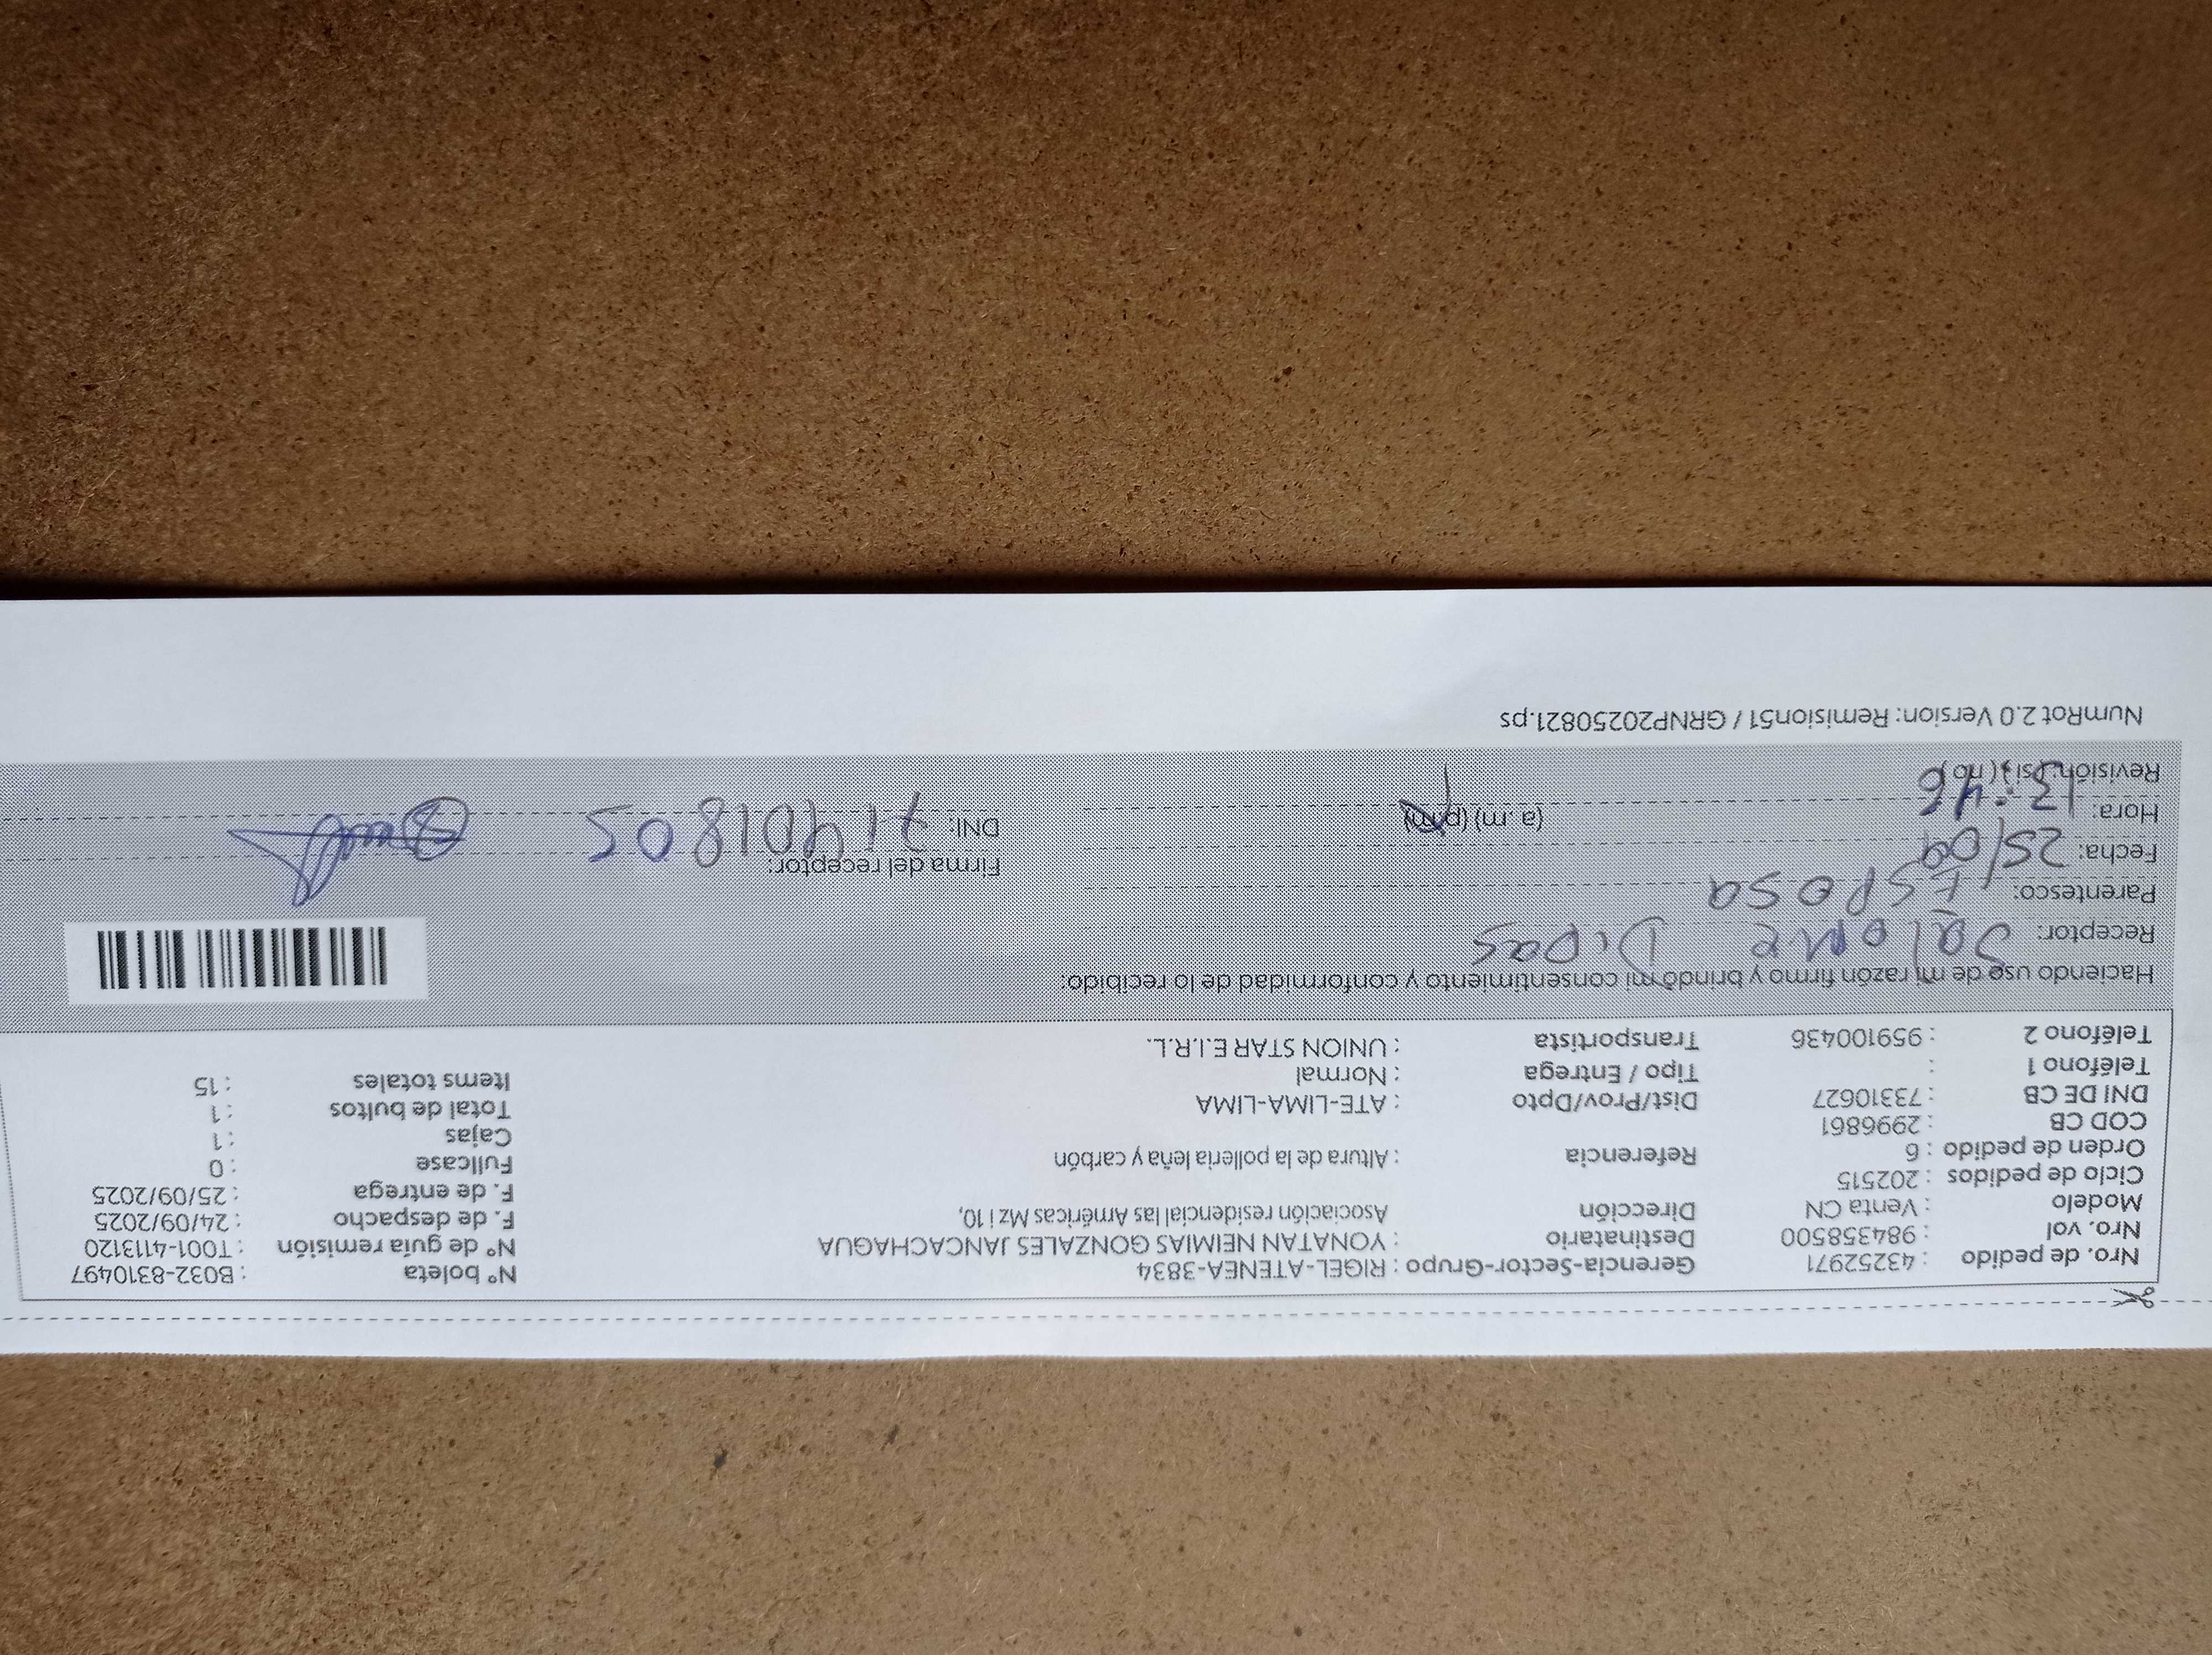 Nro. de pedido : 43252971 Gerencia-Sector-Grupo : RIGEL-ATENEA-3834 Nº boleta : B032-8310497
Nro. vol : 984358500 Destinatario : YONATAN NEIMIAS GONZALES JANCACHAGUA Nº de guía remisión : T001-4113120
Modelo : Venta CN Dirección Asociación residencial las Américas Mz i 10, F. de despacho : 24/09/2025
Ciclo de pedidos : 202515 F. de entrega : 25/09/2025
Orden de pedido : 6 Referencia : Altura de la pollería leña y carbón Fullcase : 0
COD CB : 2996861 Cajas : 1
DNI DE CB : 73310627 Dist/Prov/Dpto : ATE-LIMA-LIMA Total de bultos : 1
Teléfono 1 : Tipo / Entrega : Normal Items totales : 15
Teléfono 2 : 959100436 Transportista : UNION STAR E.I.R.L.
Haciendo uso de mi razón firmo y brindo mi consentimiento y conformidad de lo recibido:
Receptor: Salome Dipas
Parentesco: ESPOSA
Fecha: 25/09 Firma del receptor:
Hora: 13:46 (a. m.) (p.m) DNI: 71401805
Revisión: (si) (no)
NumRot 2.0 Version: Remision51 / GRNP20250821.ps